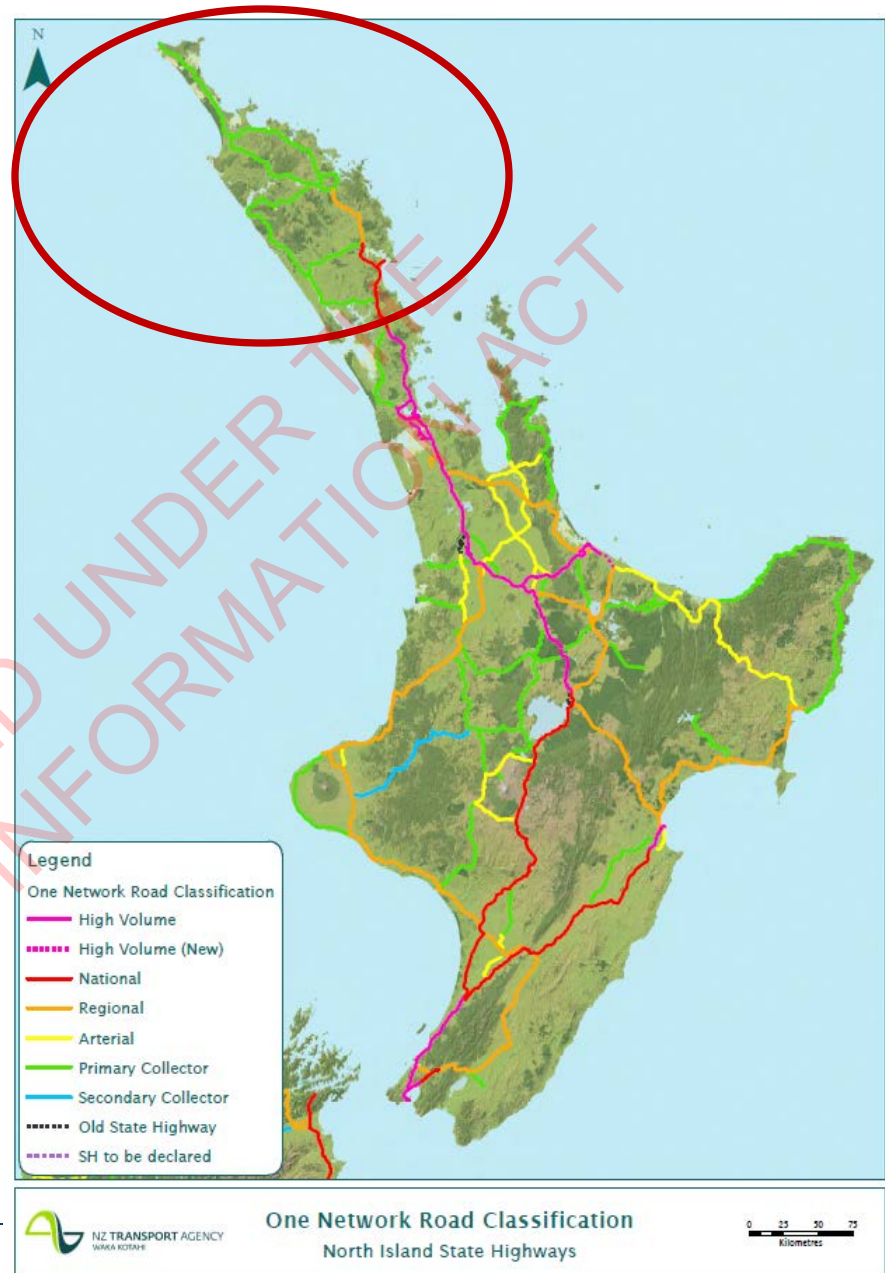 N
RELEASED UNDER THE
OFFICIAL INFORMATION ACT
Legend
One Network Road Classification
High Volume
High Volume (New)
National
Regional
Arterial
Primary Collector
Secondary Collector
Old State Highway
SH to be declared
NZ TRANSPORT AGENCY
WAKA KOTAHI
One Network Road Classification
North Island State Highways
0 25 50 75
Kilometres